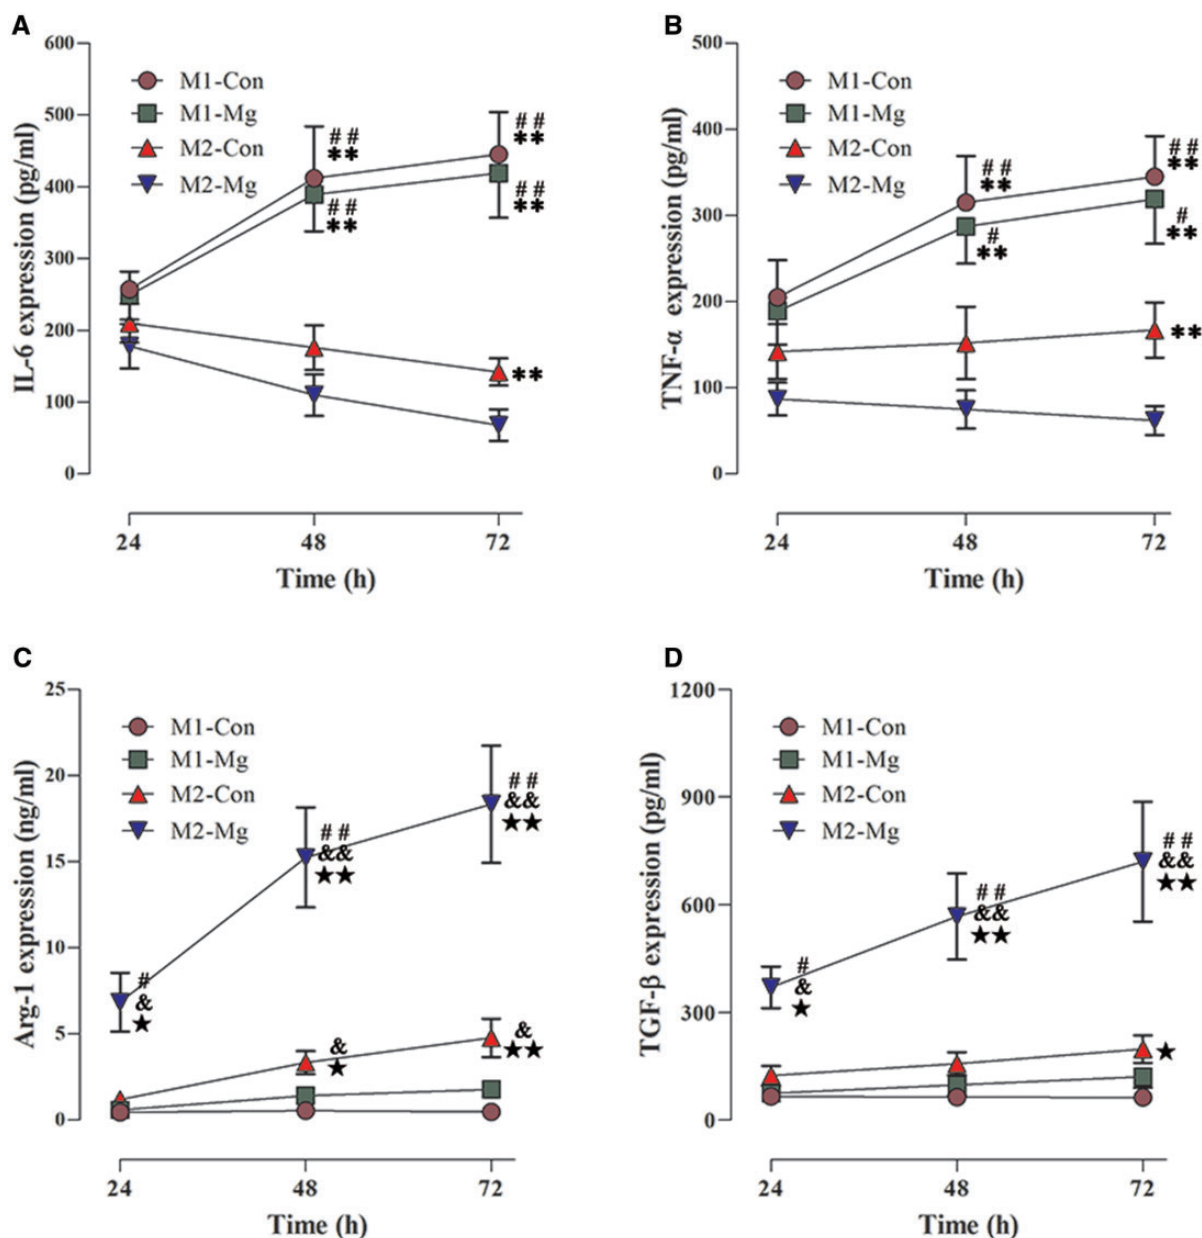 A
B
IL-6 expression (pg/ml)
600
500
400
300
200
100
0
M1-Con
M1-Mg
M2-Con
M2-Mg
# #
**
# #
**
# #
**
# #
**
**
24
48
72
Time (h)
TNF-α expression (pg/ml)
500
400
300
200
100
0
M1-Con
M1-Mg
M2-Con
M2-Mg
# #
**
#
**
# #
**
#
**
**
24
48
72
Time (h)
C
D
Arg-1 expression (ng/ml)
25
20
15
10
5
0
M1-Con
M1-Mg
M2-Con
M2-Mg
#
&
★
# #
&&
★★
# #
&&
★★
&
★
&
★★
24
48
72
Time (h)
TGF-β expression (pg/ml)
1200
900
600
300
0
M1-Con
M1-Mg
M2-Con
M2-Mg
#
&
★
# #
&&
★★
# #
&&
★★
★
24
48
72
Time (h)